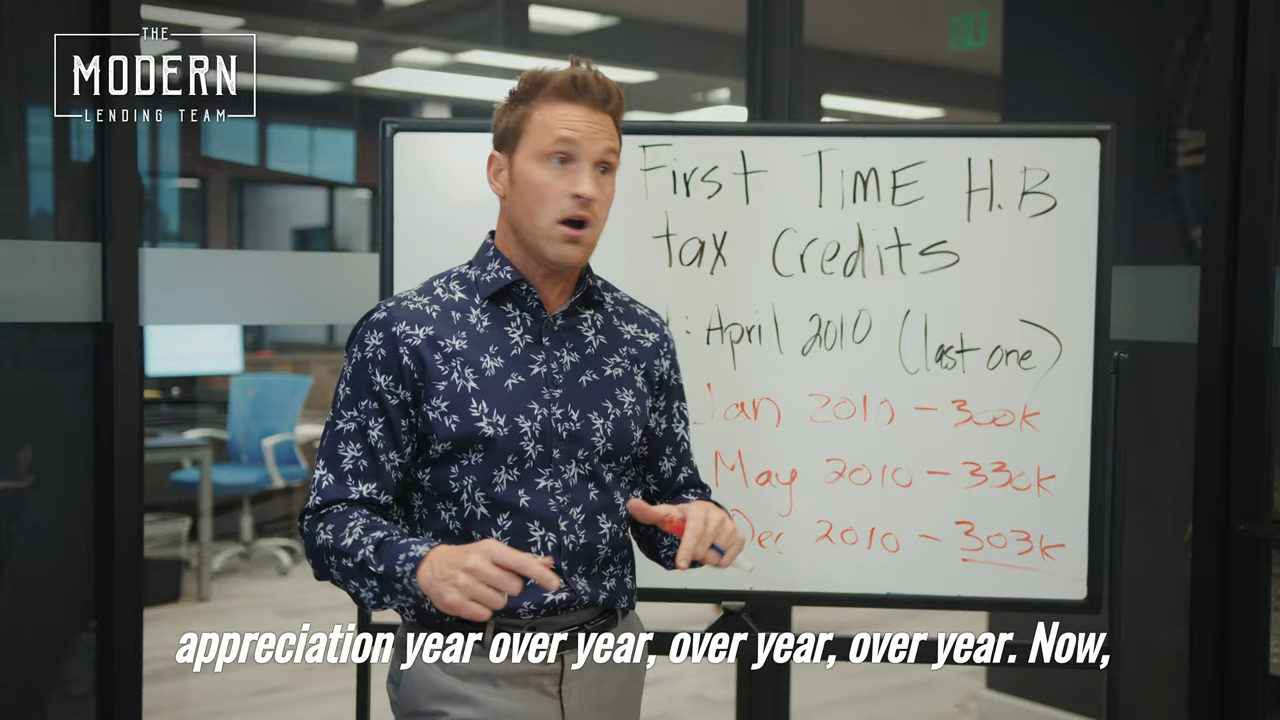 THE
MODERN
LENDING TEAM
First TIME H.B
tax Credits
: April 2010 (last one)
Jan 2010 - 300k
May 2010 - 330k
Dec 2010 - 303k
appreciation year over year, over year, over year. Now,